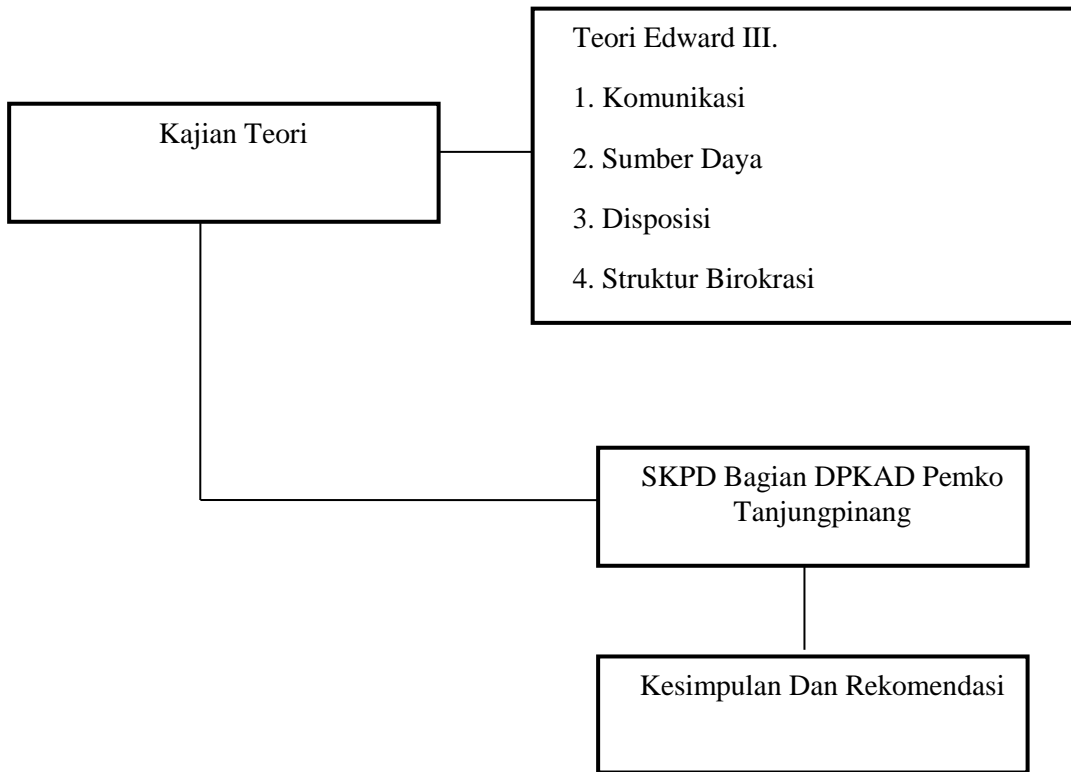 Kajian Teori
Teori Edward III.
1. Komunikasi
2. Sumber Daya
3. Disposisi
4. Struktur Birokrasi
SKPD Bagian DPKAD Pemko
Tanjungpinang
Kesimpulan Dan Rekomendasi